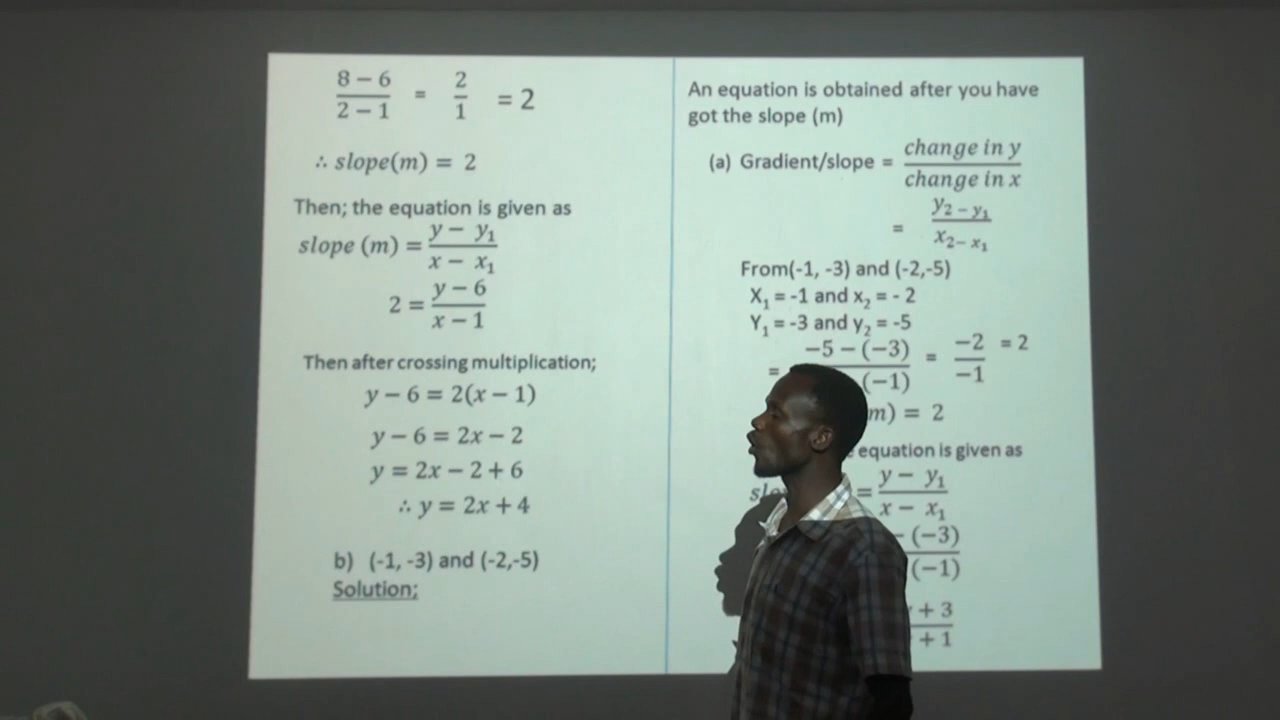 8 − 6 / 2 − 1 = 2 / 1 = 2
∴ slope(m) = 2
Then; the equation is given as
slope (m) = y − y₁ / x − x₁
2 = y − 6 / x − 1
Then after crossing multiplication;
y − 6 = 2(x − 1)
y − 6 = 2x − 2
y = 2x − 2 + 6
∴ y = 2x + 4
b) (-1, -3) and (-2,-5)
Solution;
An equation is obtained after you have
got the slope (m)
(a) Gradient/slope = change in y / change in x
= y₂ − y₁ / x₂ − x₁
From(-1, -3) and (-2,-5)
X₁ = -1 and x₂ = - 2
Y₁ = -3 and y₂ = -5
= −5 − (−3) / (−1) = −2 / −1 = 2
m) = 2
equation is given as
= y − y₁ / x − x₁
− (−3) / (−1)
+ 3 / + 1